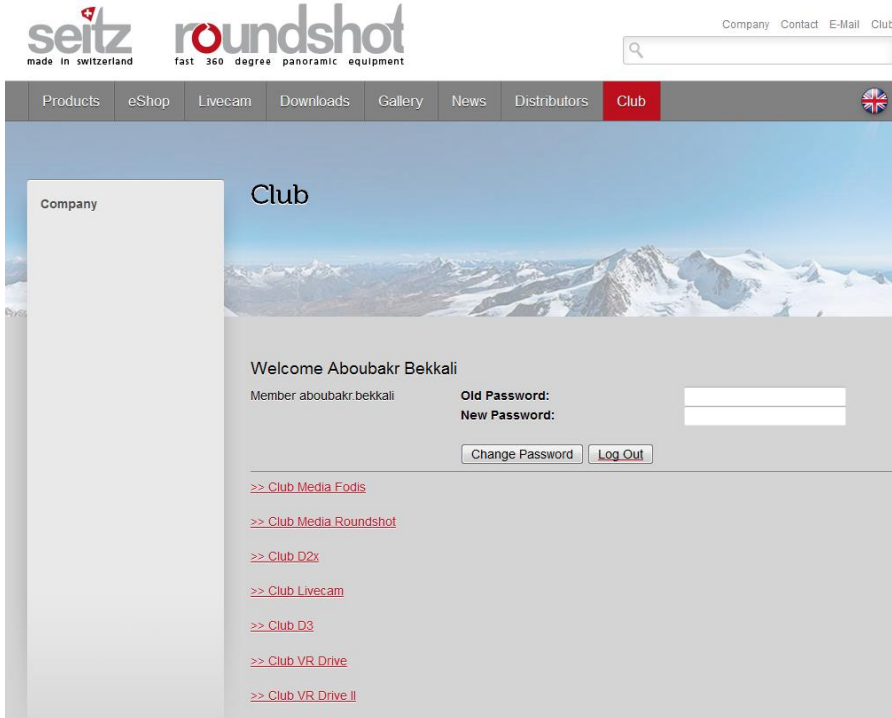 seitz roundshot
made in switzerland fast 360 degree panoramic equipment
Company Contact E-Mail Club
Products eShop Livecam Downloads Gallery News Distributors Club
Club
Company
Welcome Aboubakr Bekkali
Member aboubakr.bekkali Old Password:
New Password:
Change Password Log Out
>> Club Media Fodis
>> Club Media Roundshot
>> Club D2x
>> Club Livecam
>> Club D3
>> Club VR Drive
>> Club VR Drive II